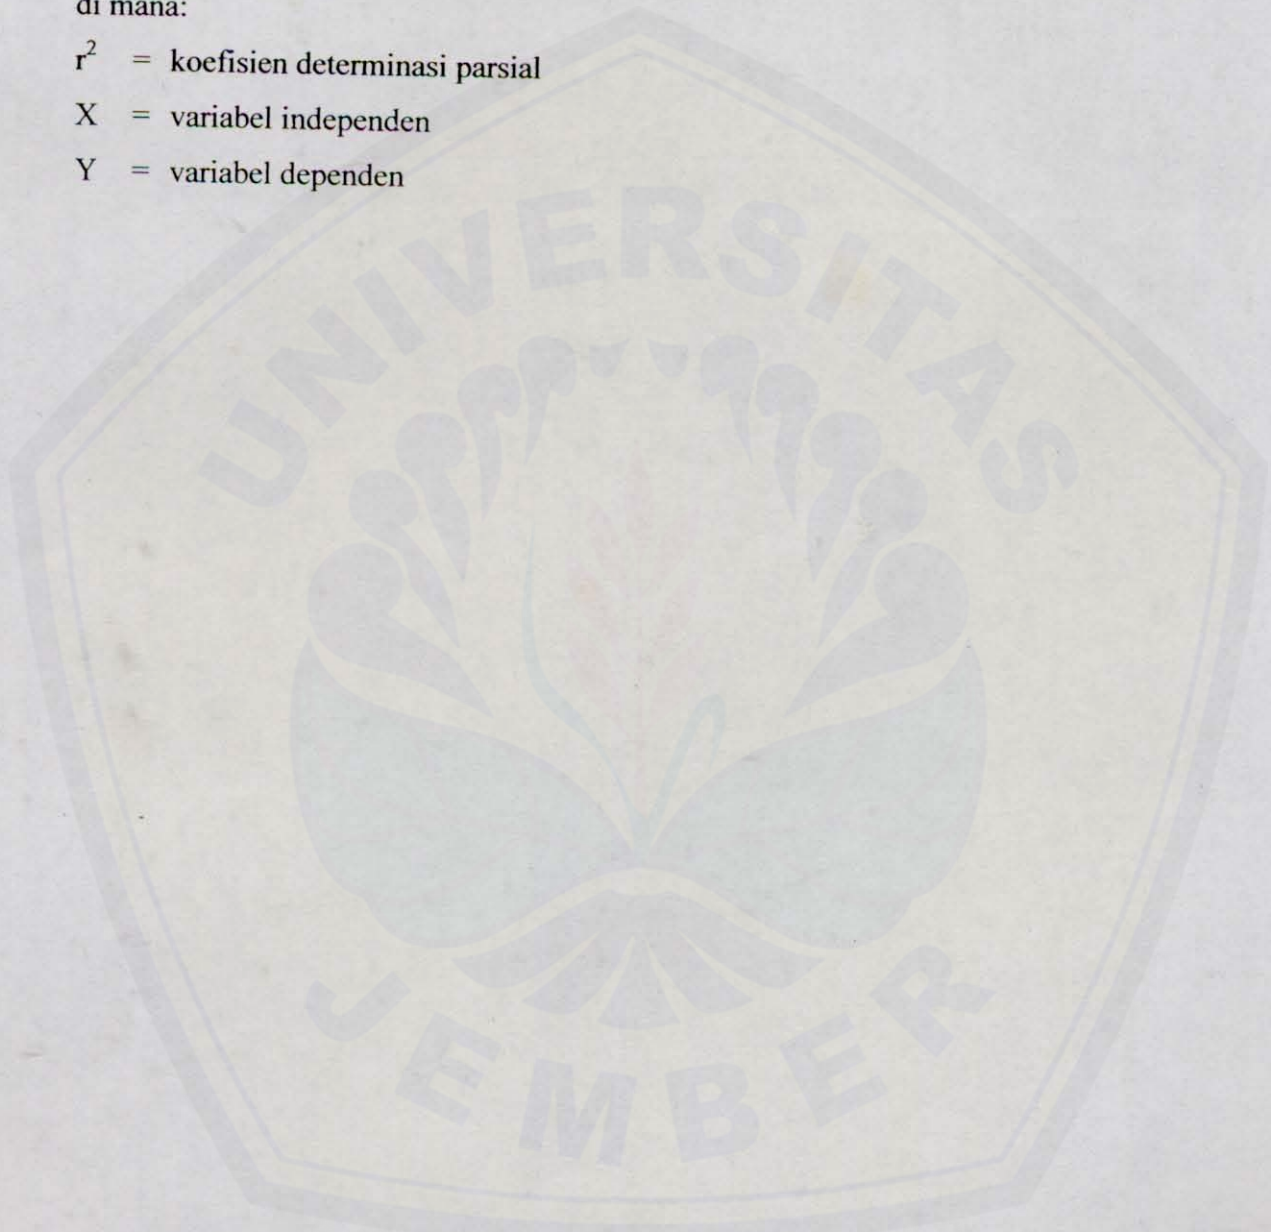 di mana:
r² = koefisien determinasi parsial
X = variabel independen
Y = variabel dependen
UNIVERSITAS
JEMBER